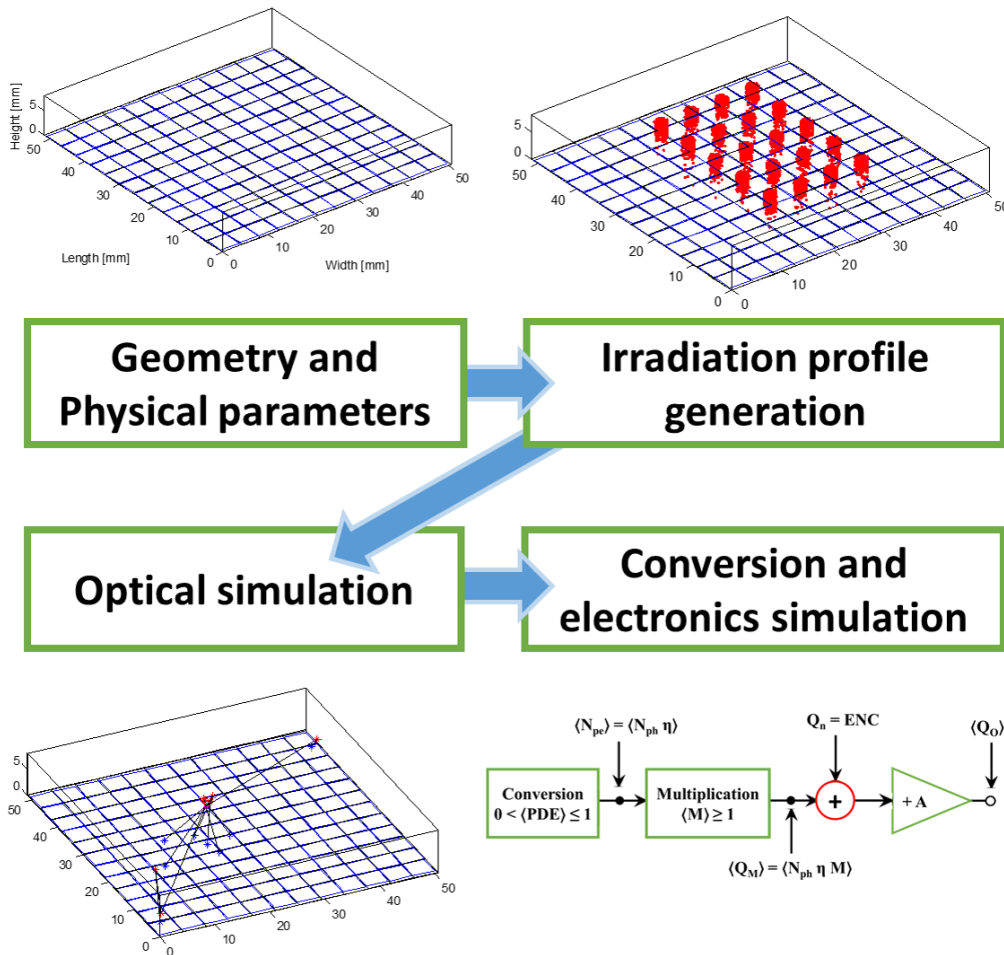 Height [mm]
5
0
50
40
30
20
10
0
0
10
20
30
40
50
Length [mm]
Width [mm]
5
0
50
40
30
20
10
0
0
10
20
30
40
50
Geometry and
Physical parameters
Irradiation profile
generation
Optical simulation
Conversion and
electronics simulation
5
0
50
40
30
20
10
0
0
10
20
30
40
50
⟨N_pe⟩ = ⟨N_ph η⟩
Q_n = ENC
⟨Q_O⟩
Conversion
0 < ⟨PDE⟩ ≤ 1
Multiplication
⟨M⟩ ≥ 1
+
+ A
⟨Q_M⟩ = ⟨N_ph η M⟩